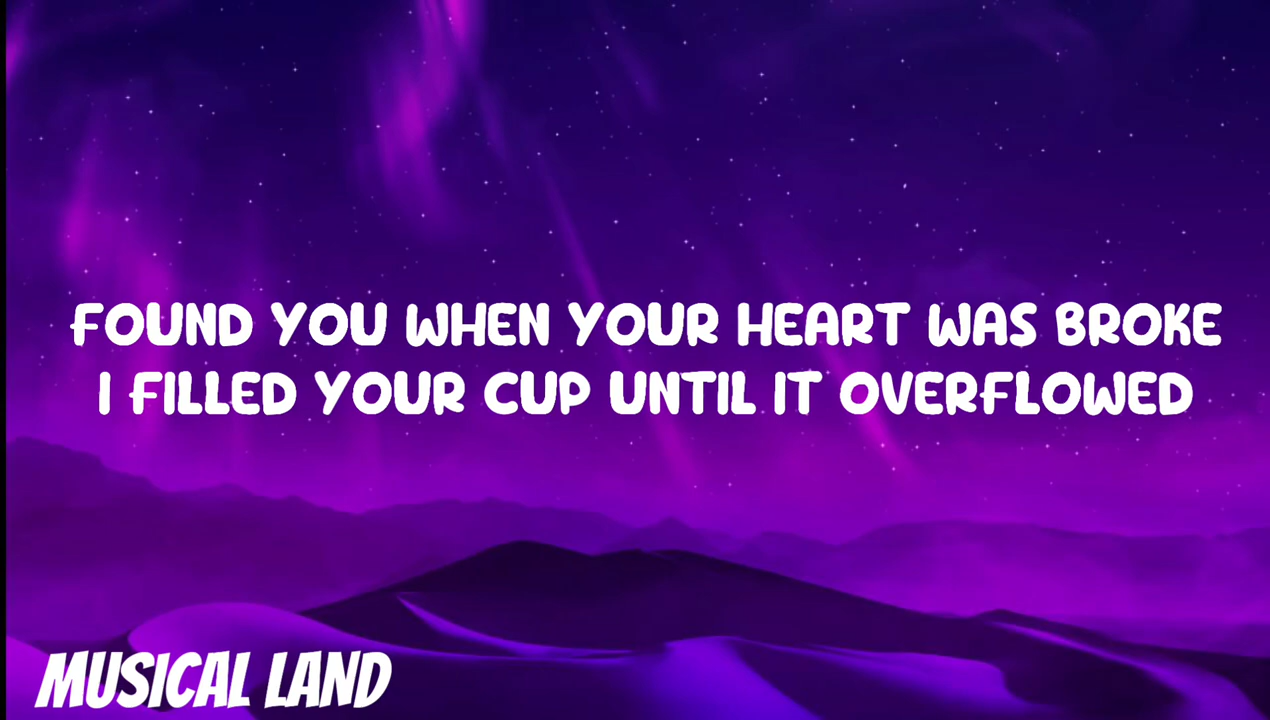 FOUND YOU WHEN YOUR HEART WAS BROKE
I FILLED YOUR CUP UNTIL IT OVERFLOWED
MUSICAL LAND